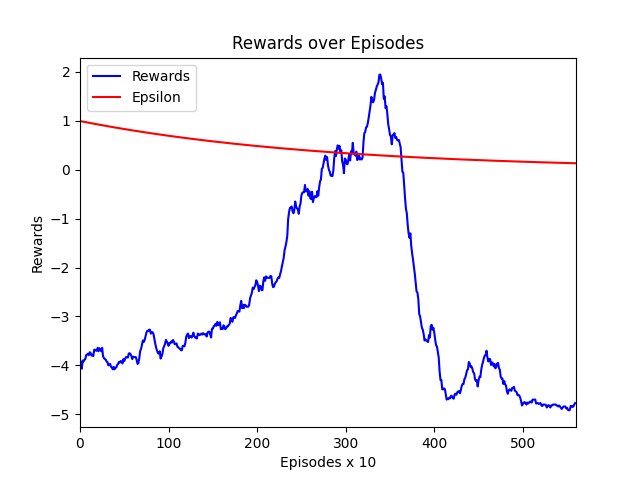 Rewards over Episodes
Rewards
Epsilon
2
1
0
−1
−2
−3
−4
−5
Rewards
0 100 200 300 400 500
Episodes x 10